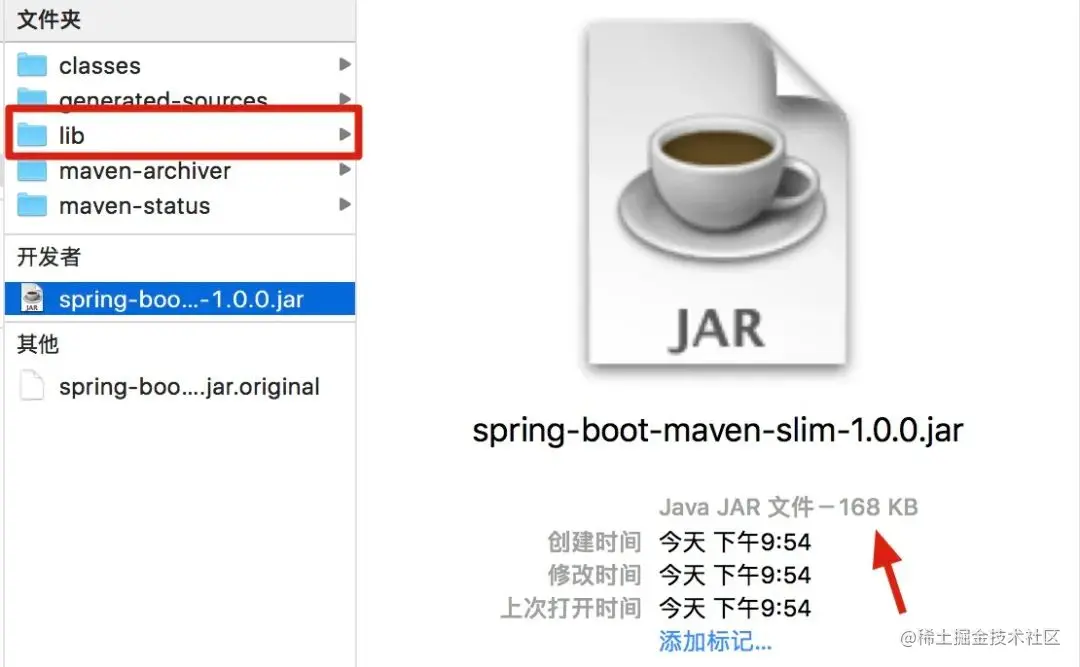 文件夹
classes
generated-sources
lib
maven-archiver
maven-status
开发者
JAR
spring-boo...-1.0.0.jar
其他
spring-boo....jar.original
JAR
spring-boot-maven-slim-1.0.0.jar
Java JAR 文件 – 168 KB
创建时间 今天 下午9:54
修改时间 今天 下午9:54
上次打开时间 今天 下午9:54
添加标记...
@稀土掘金技术社区